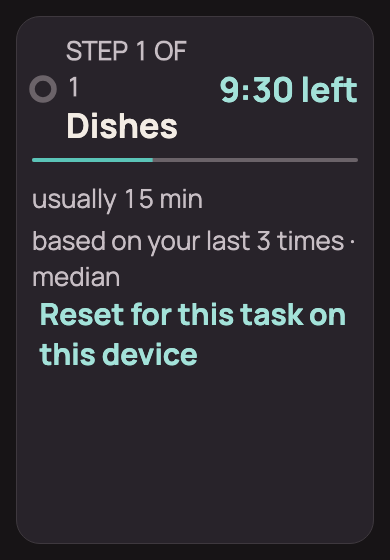 STEP 1 OF
1
9:30 left
Dishes
usually 15 min
based on your last 3 times ·
median
Reset for this task on
this device